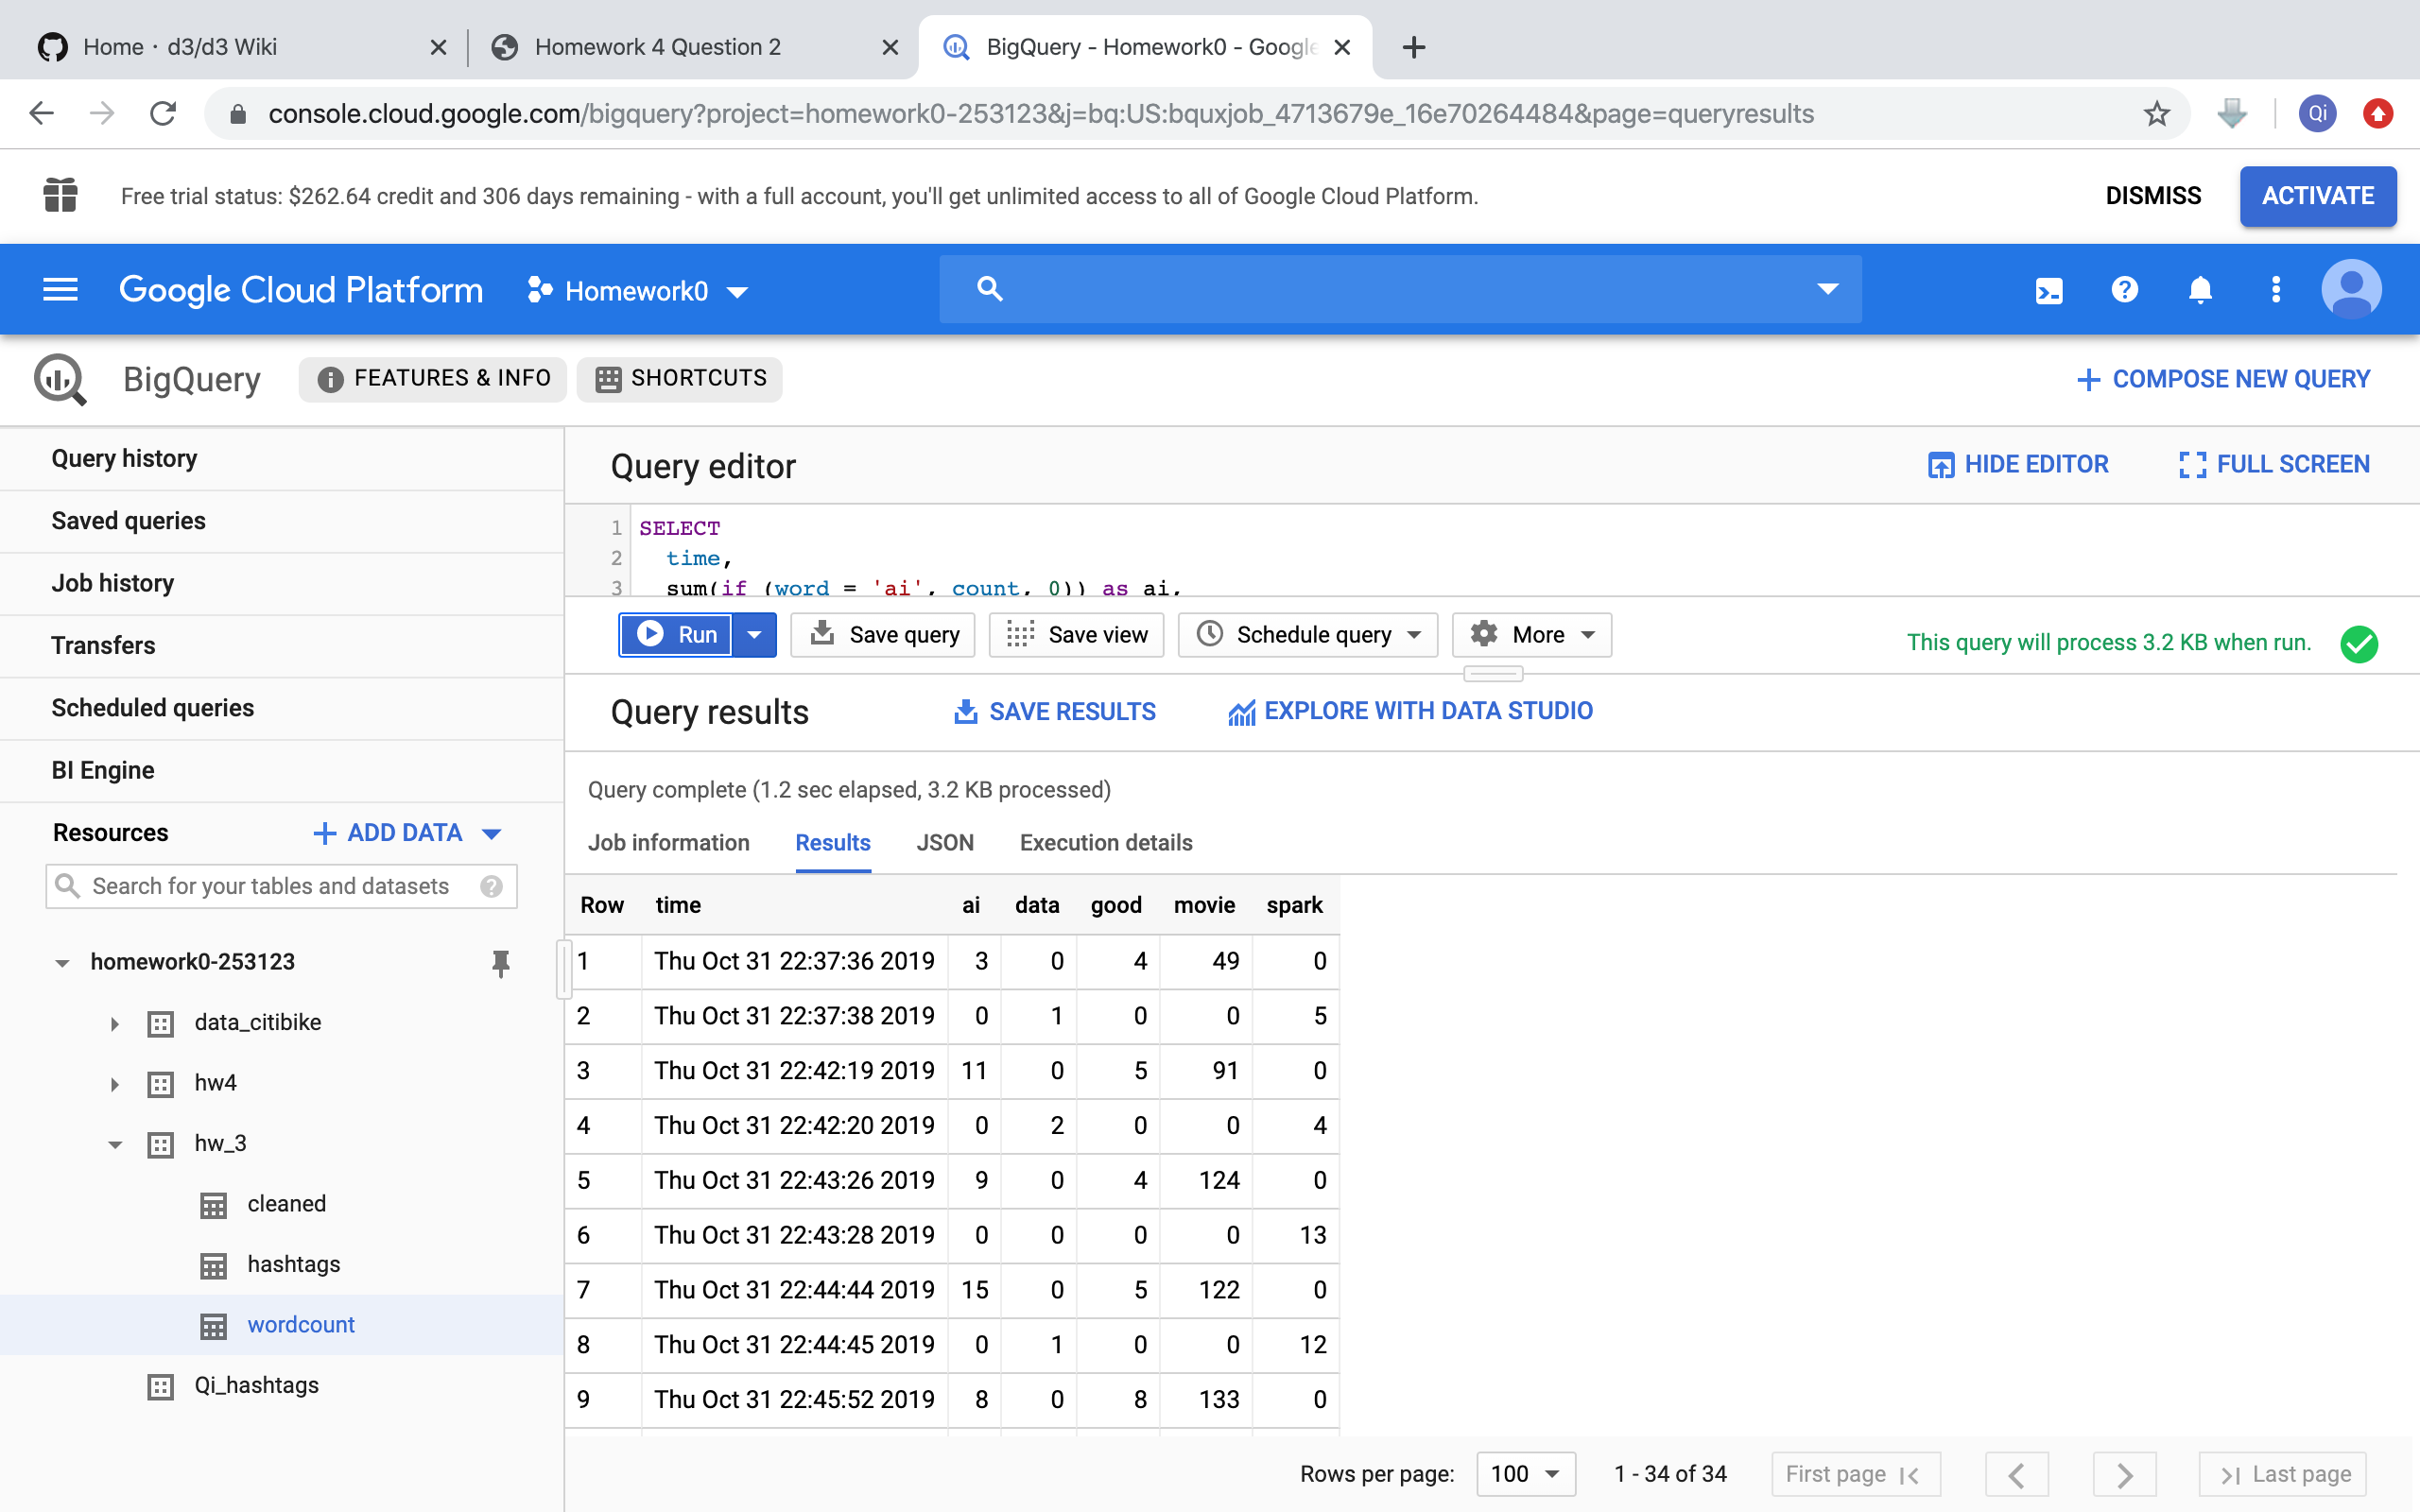 Home · d3/d3 Wiki
Homework 4 Question 2
BigQuery - Homework0 - Google
console.cloud.google.com/bigquery?project=homework0-253123&j=bq:US:bquxjob_4713679e_16e70264484&page=queryresults
Qi
Free trial status: $262.64 credit and 306 days remaining - with a full account, you'll get unlimited access to all of Google Cloud Platform.
DISMISS
ACTIVATE
Google Cloud Platform
Homework0
BigQuery
FEATURES & INFO
SHORTCUTS
COMPOSE NEW QUERY
Query history
Saved queries
Job history
Transfers
Scheduled queries
BI Engine
Resources
ADD DATA
Search for your tables and datasets
homework0-253123
data_citibike
hw4
hw_3
cleaned
hashtags
wordcount
Qi_hashtags
Query editor
HIDE EDITOR
FULL SCREEN
1 SELECT
2 time,
3 sum(if (word = 'ai', count, 0)) as ai,
Run
Save query
Save view
Schedule query
More
This query will process 3.2 KB when run.
Query results
SAVE RESULTS
EXPLORE WITH DATA STUDIO
Query complete (1.2 sec elapsed, 3.2 KB processed)
Job information
Results
JSON
Execution details
Row time ai data good movie spark
1 Thu Oct 31 22:37:36 2019 3 0 4 49 0
2 Thu Oct 31 22:37:38 2019 0 1 0 0 5
3 Thu Oct 31 22:42:19 2019 11 0 5 91 0
4 Thu Oct 31 22:42:20 2019 0 2 0 0 4
5 Thu Oct 31 22:43:26 2019 9 0 4 124 0
6 Thu Oct 31 22:43:28 2019 0 0 0 0 13
7 Thu Oct 31 22:44:44 2019 15 0 5 122 0
8 Thu Oct 31 22:44:45 2019 0 1 0 0 12
9 Thu Oct 31 22:45:52 2019 8 0 8 133 0
Rows per page: 100
1 - 34 of 34
First page
Last page